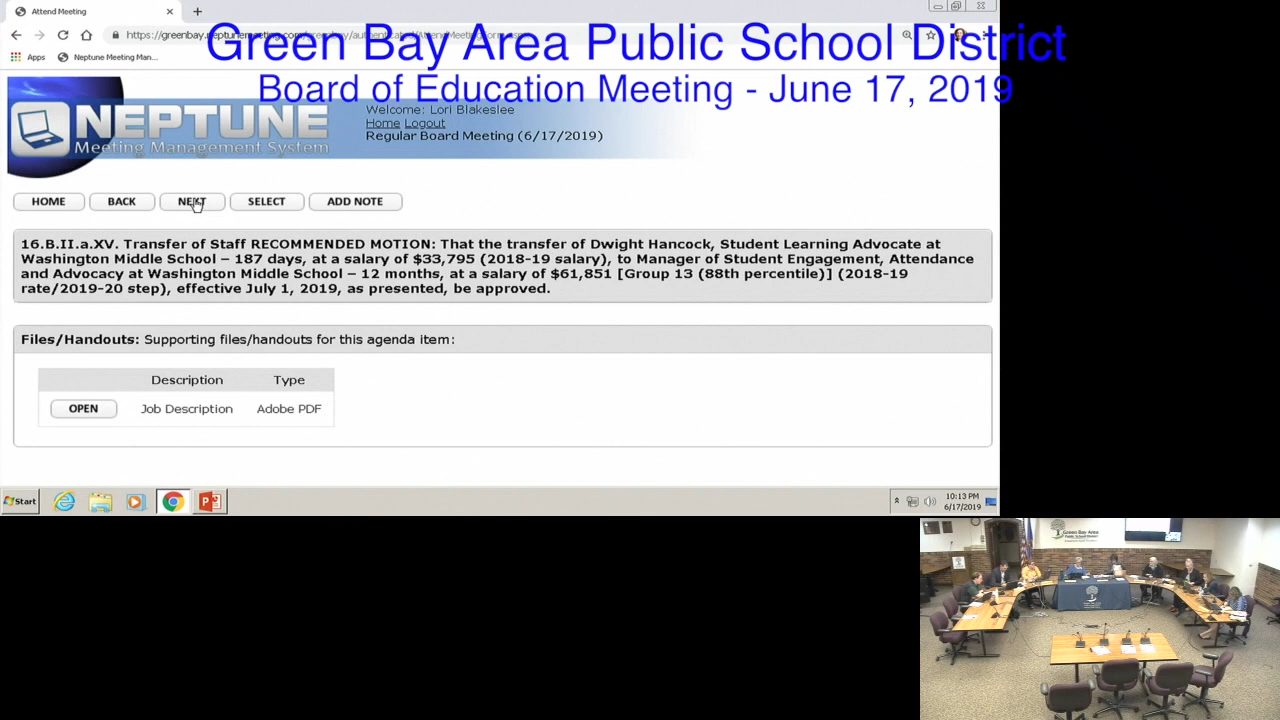 Attend Meeting
Green Bay Area Public School District
Apps
Neptune Meeting Man...
Board of Education Meeting - June 17, 2019
NEPTUNE
Meeting Management System
Welcome: Lori Blakeslee
Home Logout
Regular Board Meeting (6/17/2019)
HOME BACK NEXT SELECT ADD NOTE
16.B.II.a.XV. Transfer of Staff RECOMMENDED MOTION: That the transfer of Dwight Hancock, Student Learning Advocate at
Washington Middle School – 187 days, at a salary of $33,795 (2018-19 salary), to Manager of Student Engagement, Attendance
and Advocacy at Washington Middle School – 12 months, at a salary of $61,851 [Group 13 (88th percentile)] (2018-19
rate/2019-20 step), effective July 1, 2019, as presented, be approved.
Files/Handouts: Supporting files/handouts for this agenda item:
Description Type
OPEN Job Description Adobe PDF
Start
10:13 PM
6/17/2019
Green Bay Area
Public School District